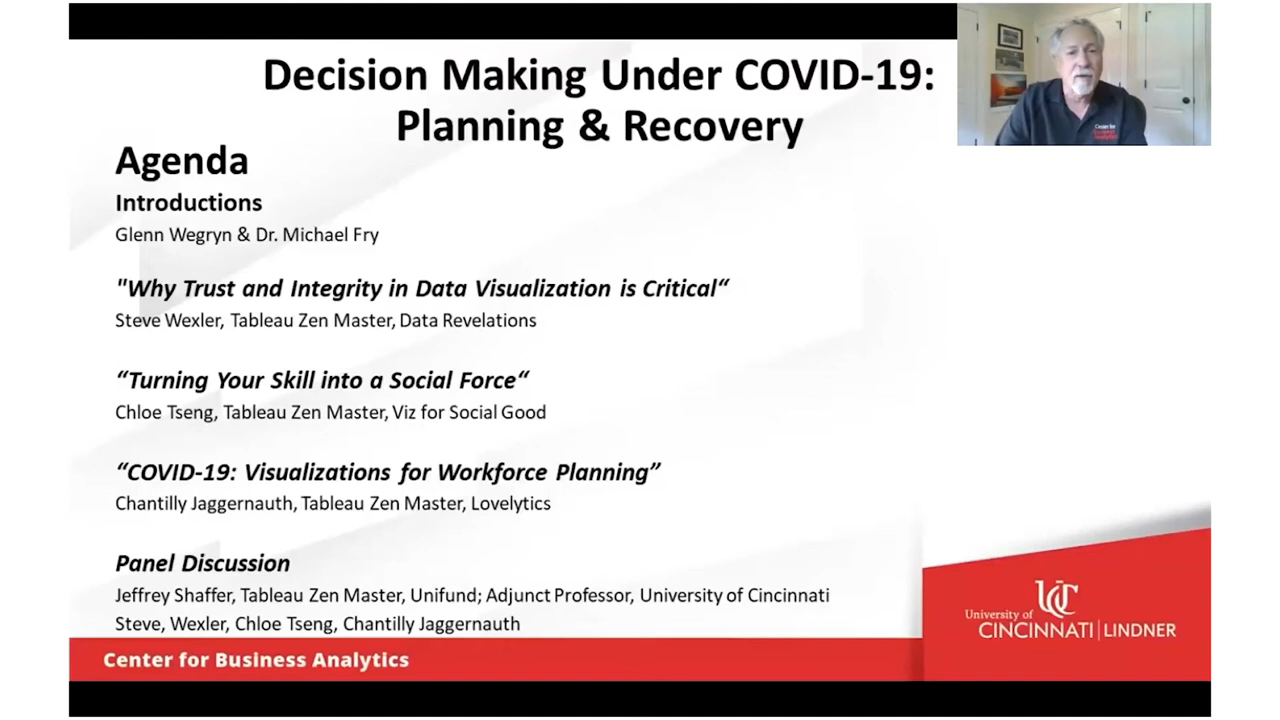 Decision Making Under COVID-19:
Planning & Recovery
Agenda
Introductions
Glenn Wegryn & Dr. Michael Fry
"Why Trust and Integrity in Data Visualization is Critical“
Steve Wexler, Tableau Zen Master, Data Revelations
“Turning Your Skill into a Social Force“
Chloe Tseng, Tableau Zen Master, Viz for Social Good
“COVID-19: Visualizations for Workforce Planning”
Chantilly Jaggernauth, Tableau Zen Master, Lovelytics
Panel Discussion
Jeffrey Shaffer, Tableau Zen Master, Unifund; Adjunct Professor, University of Cincinnati
Steve, Wexler, Chloe Tseng, Chantilly Jaggernauth
Center for Business Analytics
UC
University of
CINCINNATI | LINDNER